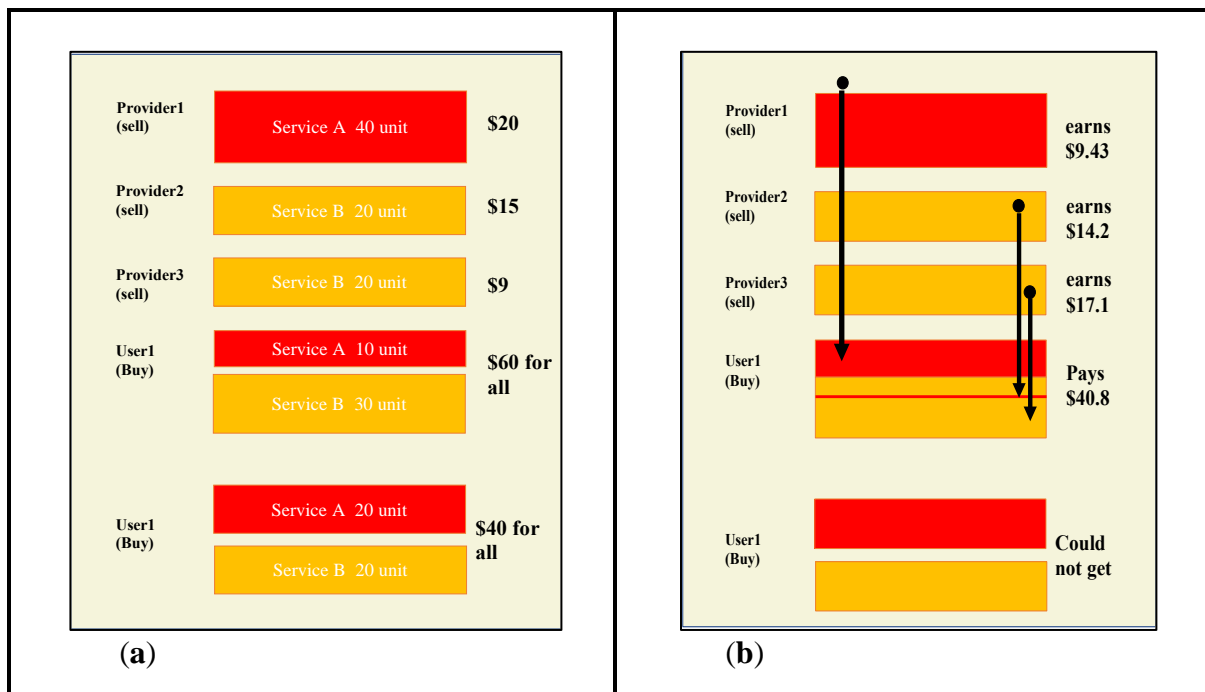 Provider1
(sell)
Service A 40 unit
$20
Provider2
(sell)
Service B 20 unit
$15
Provider3
(sell)
Service B 20 unit
$9
User1
(Buy)
Service A 10 unit
Service B 30 unit
$60 for
all
User1
(Buy)
Service A 20 unit
Service B 20 unit
$40 for
all
(a)
Provider1
(sell)
earns
$9.43
Provider2
(sell)
earns
$14.2
Provider3
(sell)
earns
$17.1
User1
(Buy)
Pays
$40.8
User1
(Buy)
Could
not get
(b)